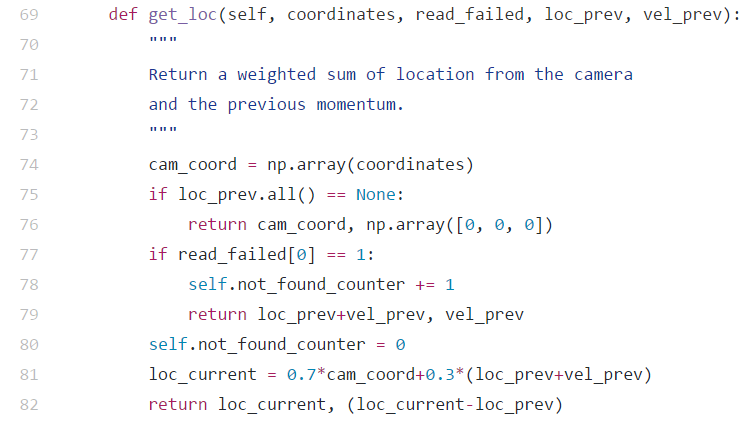 69 def get_loc(self, coordinates, read_failed, loc_prev, vel_prev):
70 """
71 Return a weighted sum of location from the camera
72 and the previous momentum.
73 """
74 cam_coord = np.array(coordinates)
75 if loc_prev.all() == None:
76 return cam_coord, np.array([0, 0, 0])
77 if read_failed[0] == 1:
78 self.not_found_counter += 1
79 return loc_prev+vel_prev, vel_prev
80 self.not_found_counter = 0
81 loc_current = 0.7*cam_coord+0.3*(loc_prev+vel_prev)
82 return loc_current, (loc_current-loc_prev)